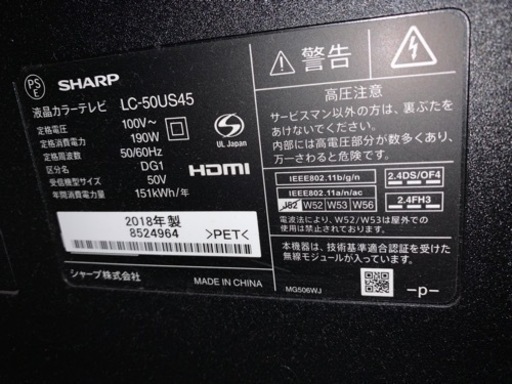 PS
E
SHARP
液晶カラーテレビ LC-50US45
定格電圧 100V~
定格消費電力 190W
定格周波数 50/60Hz
区分名 DG1
受信機型サイズ 50V
年間消費電力量 151kWh/年
UL Japan
HDMI
2018年製
8524964 >PET<
シャープ株式会社 MADE IN CHINA
警告
高圧注意
サービスマン以外の方は、裏ぶたを
あけないでください。
内部には高電圧部分が数多くあり、
万一さわると危険です。
IEEE802.11b/g/n
2.4DS/OF4
IEEE802.11a/n/ac
J52 W52 W53 W56
2.4FH3
電波法により、W52/W53は屋外での
使用は禁止されています。
本機器は、技術基準適合認証を受けた
無線モジュールが入っています。
MG506WJ
-p-